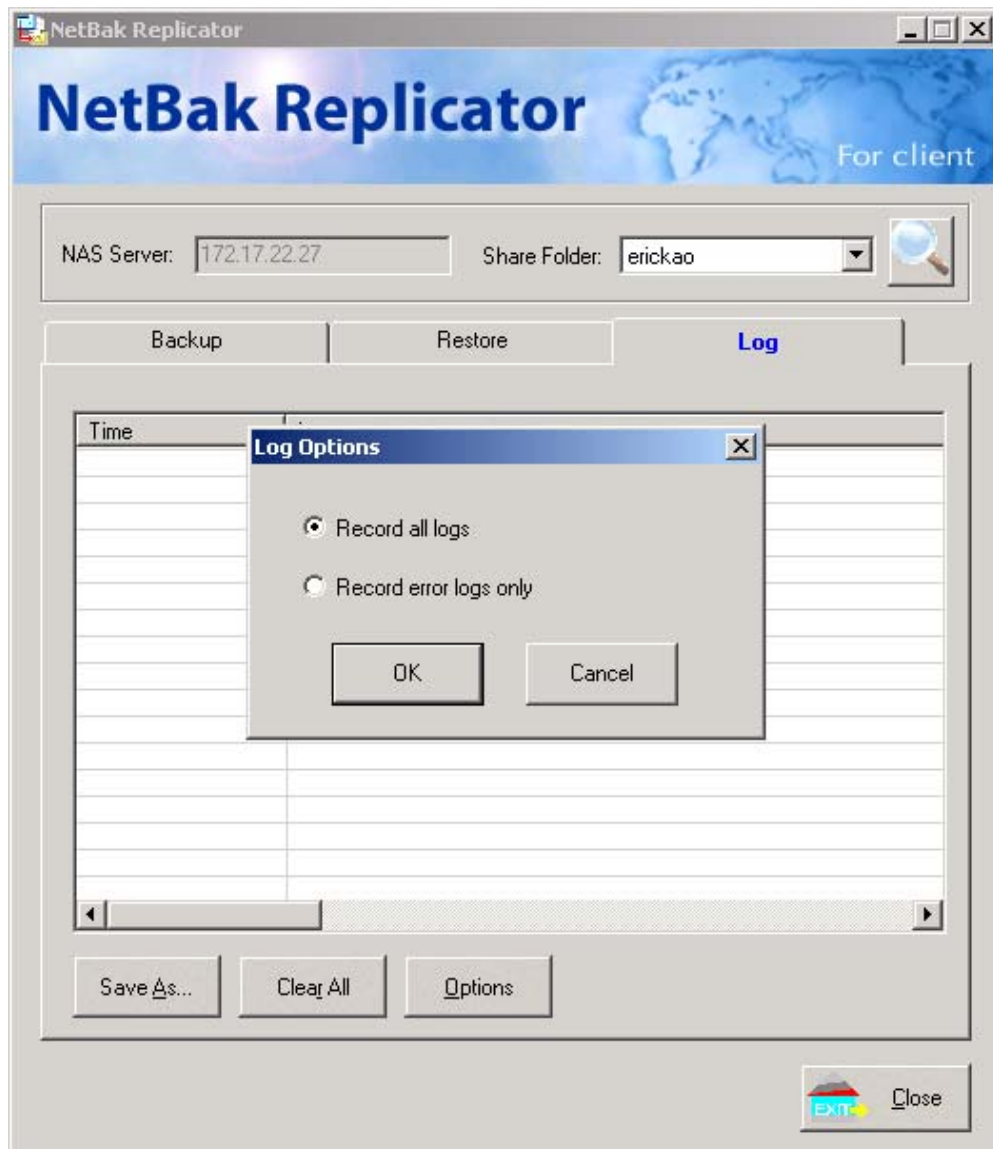 NetBak Replicator
NetBak Replicator
For client
NAS Server: 172.17.22.27 Share Folder: erickao
Backup Restore Log
Time
Log Options
Record all logs
Record error logs only
OK Cancel
Save As... Clear All Options
EXIT Close